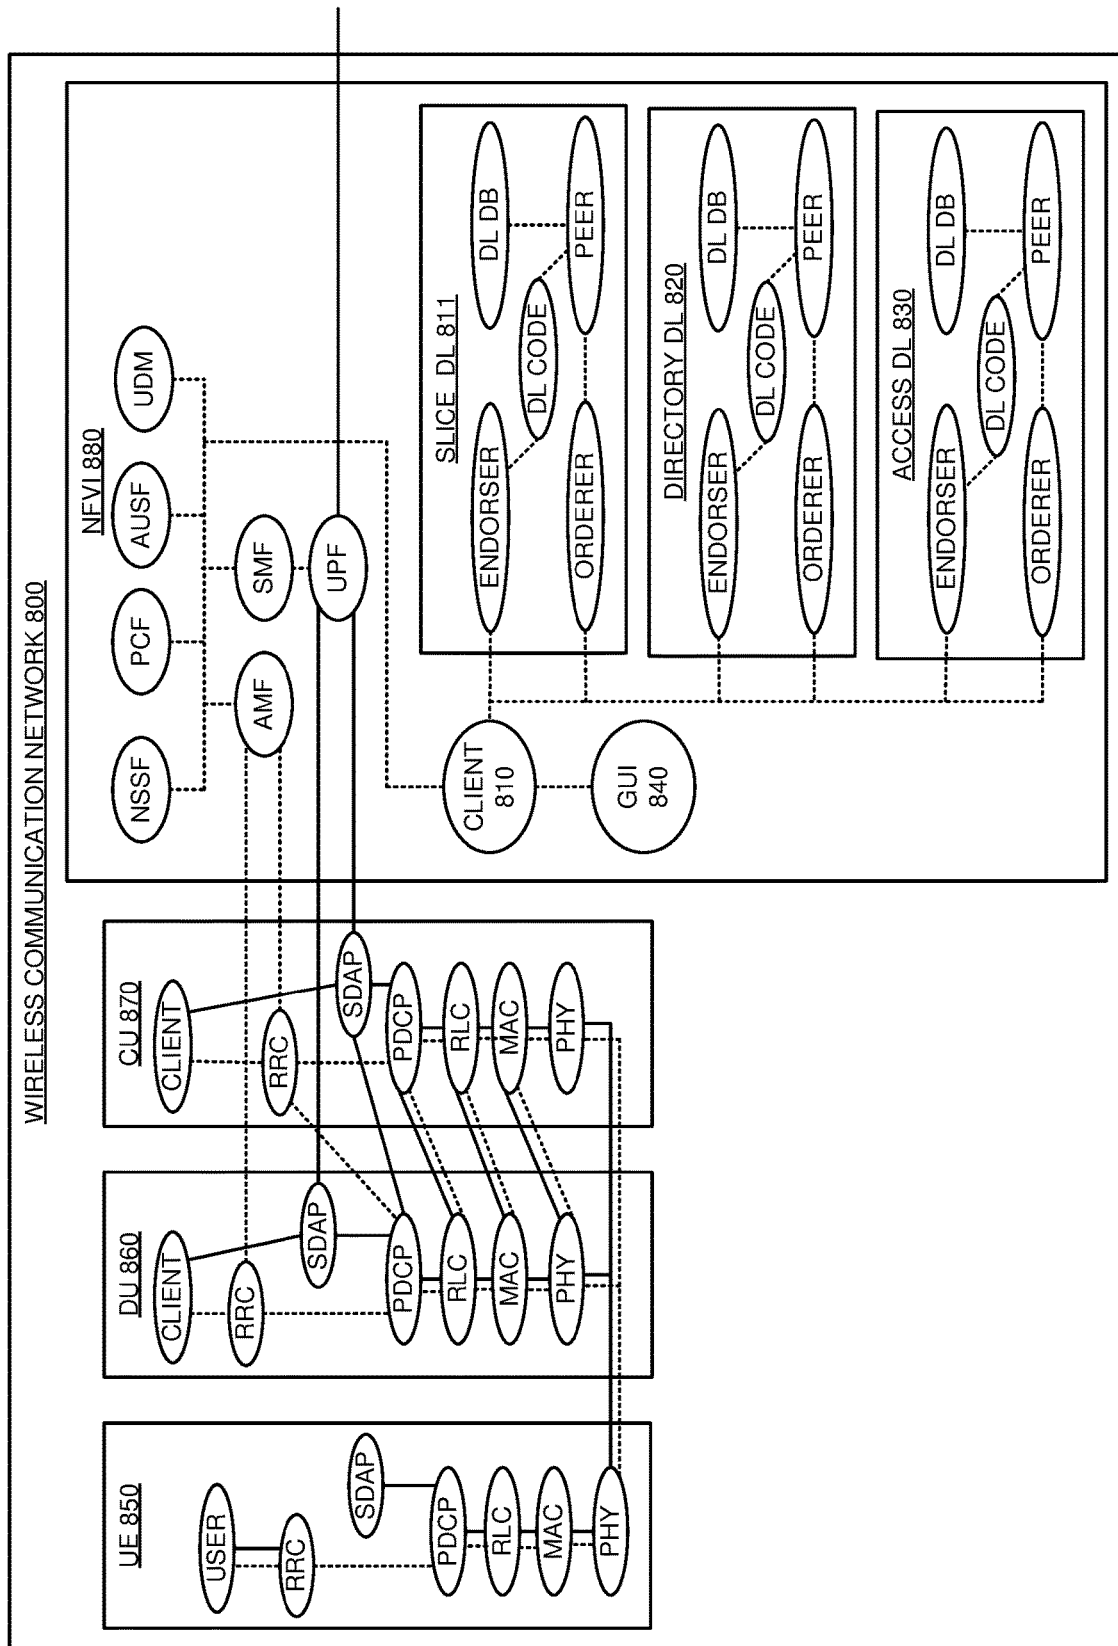 WIRELESS COMMUNICATION NETWORK 800
UE 850
USER
RRC
SDAP
PDCP
RLC
MAC
PHY
DU 860
CLIENT
RRC
SDAP
PDCP
RLC
MAC
PHY
CU 870
CLIENT
RRC
SDAP
PDCP
RLC
MAC
PHY
NFVI 880
NSSF
PCF
AUSF
UDM
AMF
SMF
UPF
CLIENT
810
GUI
840
SLICE DL 811
ENDORSER
DL DB
DL CODE
ORDERER
PEER
DIRECTORY DL 820
ENDORSER
DL DB
DL CODE
ORDERER
PEER
ACCESS DL 830
ENDORSER
DL DB
DL CODE
ORDERER
PEER